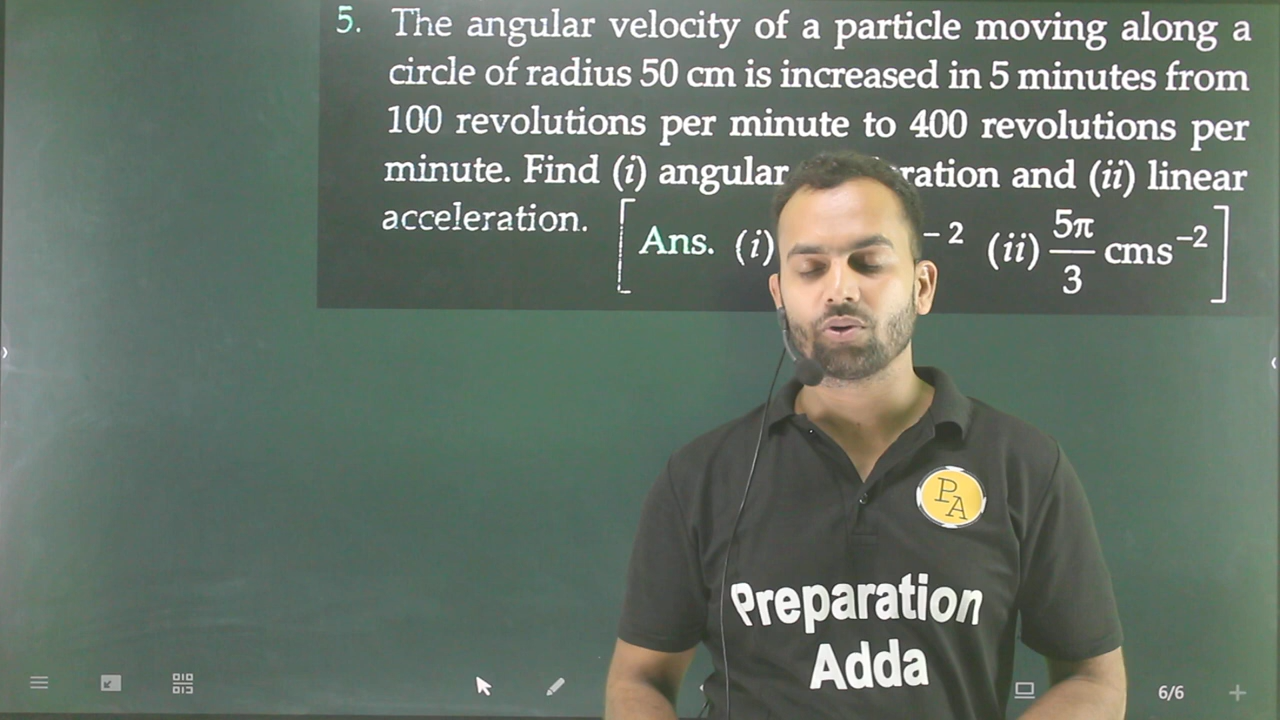 5. The angular velocity of a particle moving along a
circle of radius 50 cm is increased in 5 minutes from
100 revolutions per minute to 400 revolutions per
minute. Find (i) angular ration and (ii) linear
acceleration. [Ans. (i) −2 (ii) 5π/3 cms−2]
PA
Preparation
Adda
6/6